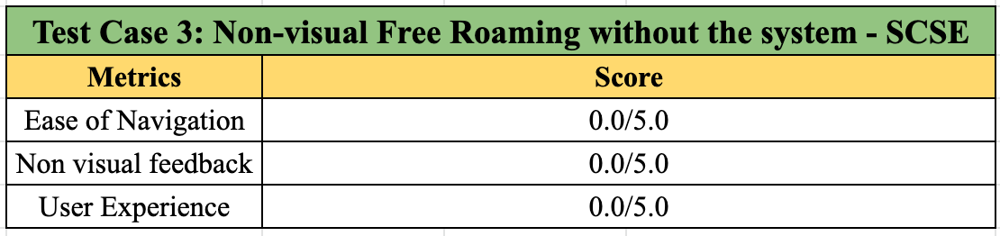 Test Case 3: Non-visual Free Roaming without the system - SCSE
Metrics Score
Ease of Navigation 0.0/5.0
Non visual feedback 0.0/5.0
User Experience 0.0/5.0